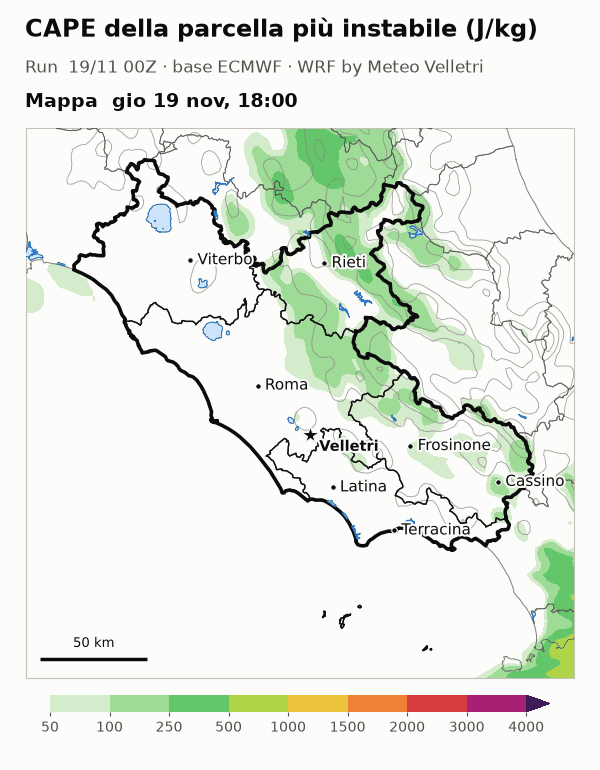 CAPE della parcella più instabile (J/kg)
Run 19/11 00Z · base ECMWF · WRF by Meteo Velletri
Mappa gio 19 nov, 18:00
Viterbo
Rieti
Roma
Velletri
Frosinone
Cassino
Latina
Terracina
50 km
50 100 250 500 1000 1500 2000 3000 4000